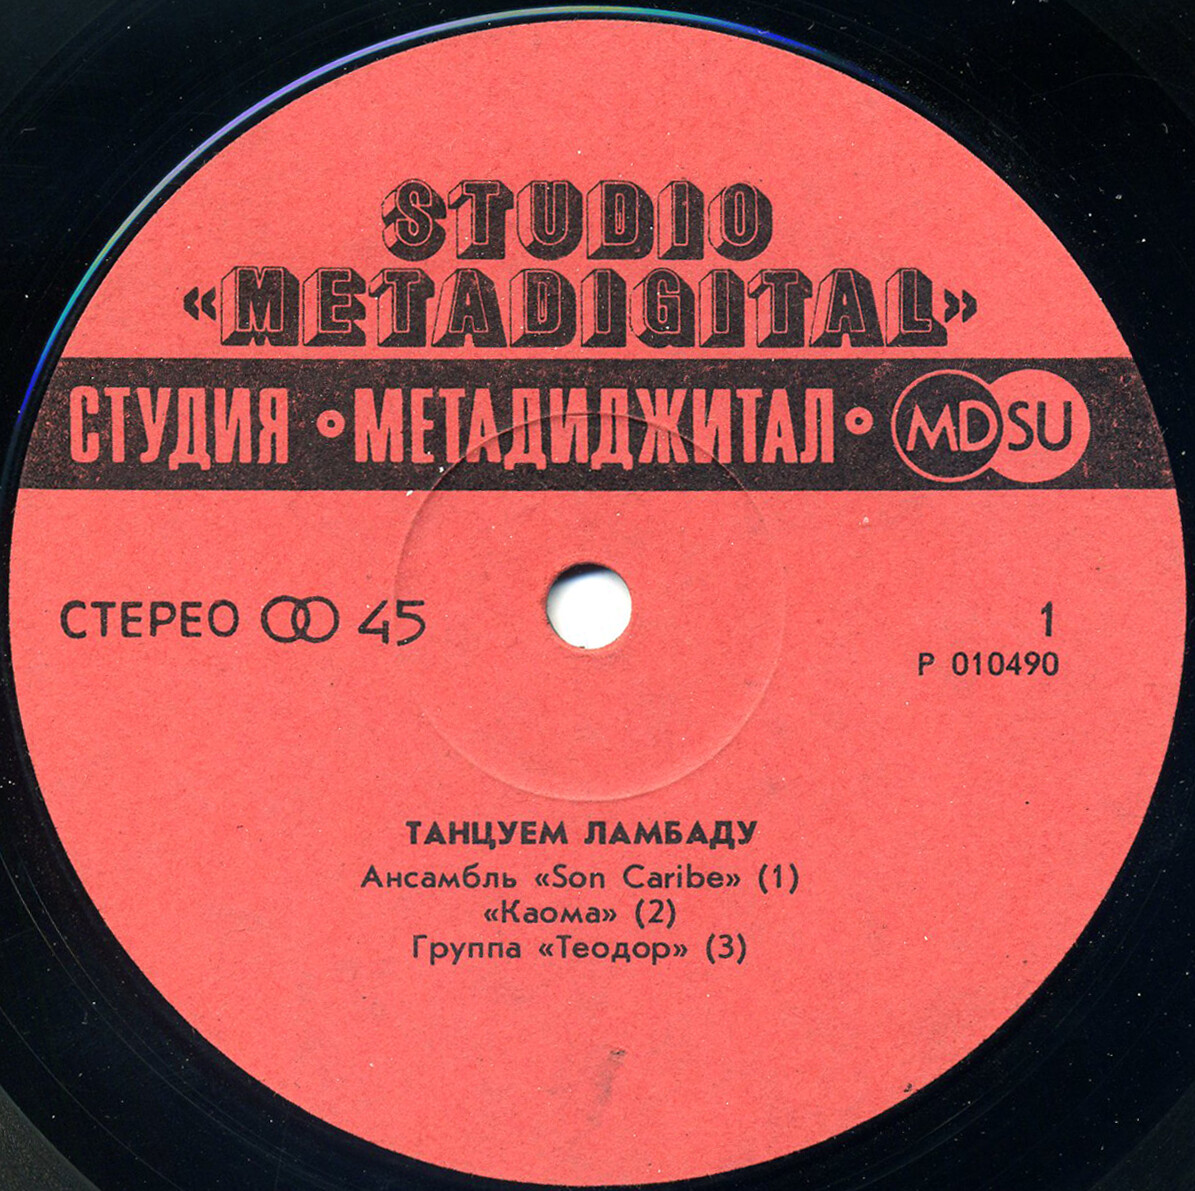 STUDIO
«METADIGITAL»
СТУДИЯ • МЕТАДИДЖИТАЛ • MDSU
СТЕРЕО 45
1
Р 010490
ТАНЦУЕМ ЛАМБАДУ
Ансамбль «Son Caribe» (1)
«Каома» (2)
Группа «Теодор» (3)